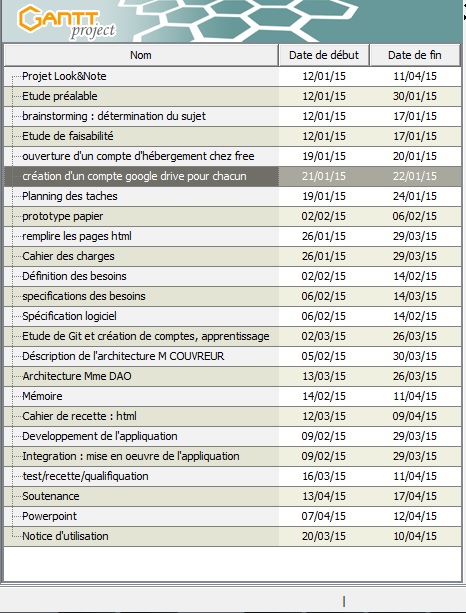 GANTT
project
Nom Date de début Date de fin
Projet Look&Note 12/01/15 11/04/15
Etude préalable 12/01/15 30/01/15
brainstorming : détermination du sujet 12/01/15 17/01/15
Etude de faisabilité 12/01/15 17/01/15
ouverture d'un compte d'hébergement chez free 19/01/15 20/01/15
création d'un compte google drive pour chacun 21/01/15 22/01/15
Planning des taches 19/01/15 24/01/15
prototype papier 02/02/15 06/02/15
remplire les pages html 26/01/15 29/03/15
Cahier des charges 26/01/15 29/03/15
Définition des besoins 02/02/15 14/02/15
specifications des besoins 06/02/15 14/03/15
Spécification logiciel 06/02/15 14/02/15
Etude de Git et création de comptes, apprentissage 02/03/15 26/03/15
Déscription de l'architecture M COUVREUR 05/02/15 30/03/15
Architecture Mme DAO 13/03/15 26/03/15
Mémoire 14/02/15 11/04/15
Cahier de recette : html 12/03/15 09/04/15
Developpement de l'appliquation 09/02/15 29/03/15
Integration : mise en oeuvre de l'appliquation 09/02/15 29/03/15
test/recette/qualifiquation 16/03/15 11/04/15
Soutenance 13/04/15 17/04/15
Powerpoint 07/04/15 12/04/15
Notice d'utilisation 20/03/15 10/04/15